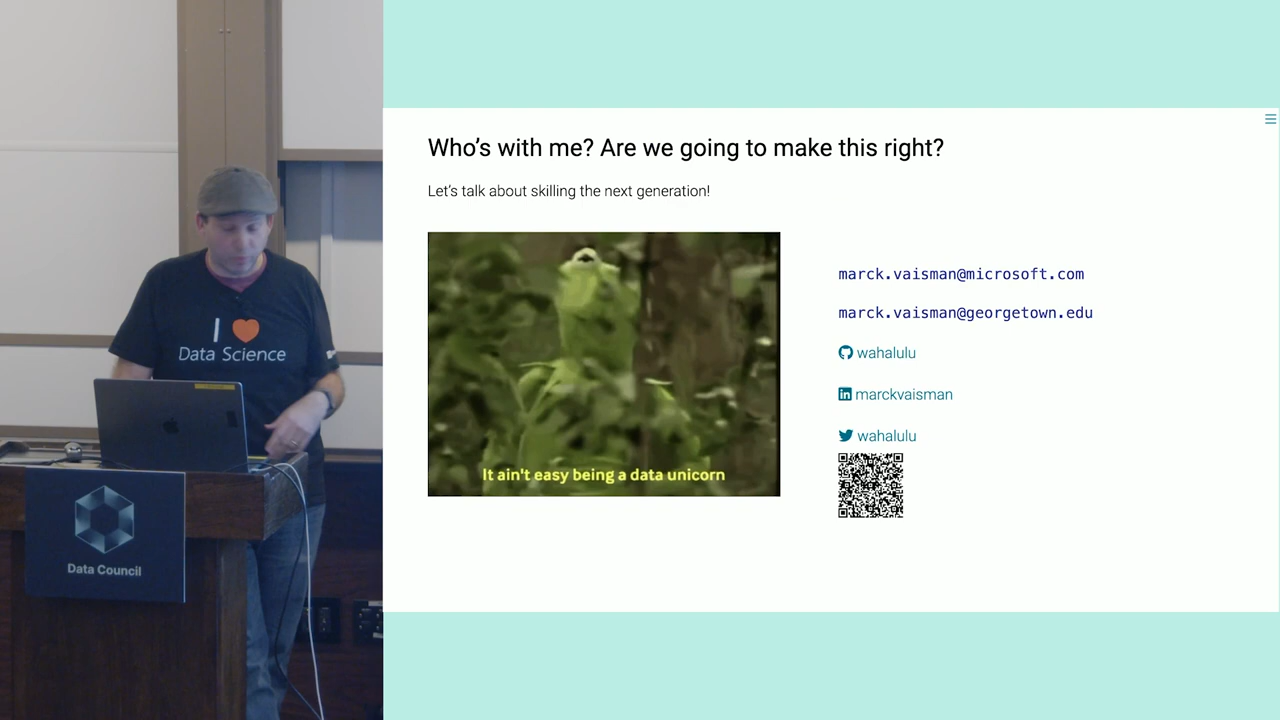 I
Data Science
Data Council
Who's with me? Are we going to make this right?
Let's talk about skilling the next generation!
It ain't easy being a data unicorn
marck.vaisman@microsoft.com
marck.vaisman@georgetown.edu
wahalulu
in marckvaisman
wahalulu